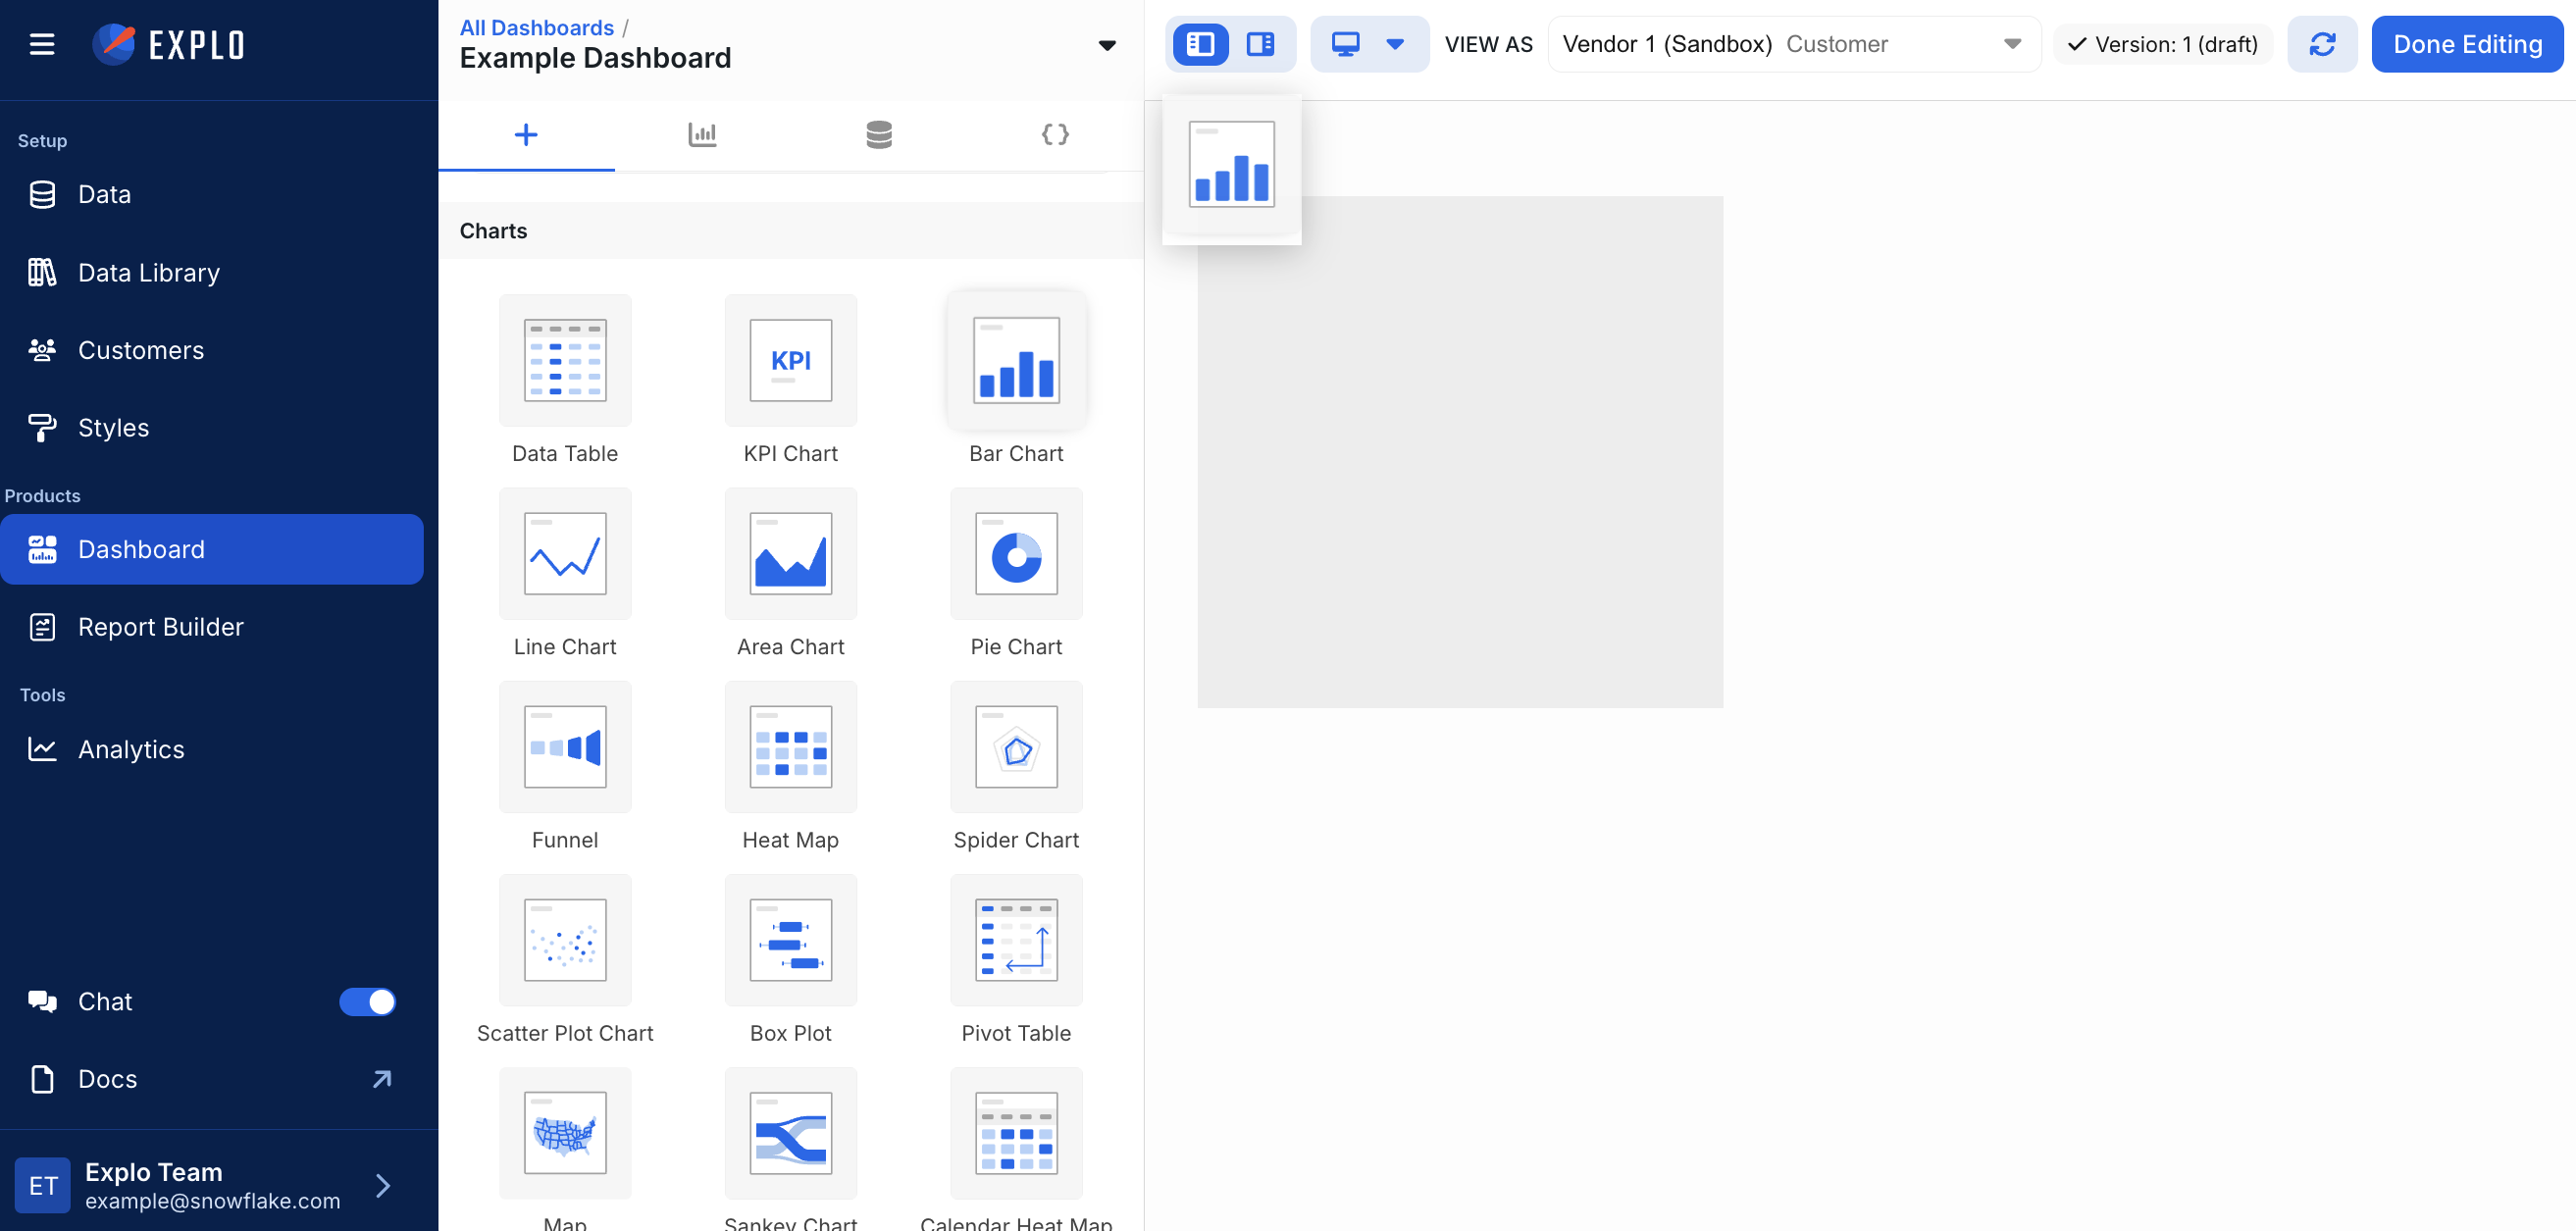 EXPLO
Setup
Data
Data Library
Customers
Styles
Products
Dashboard
Report Builder
Tools
Analytics
Chat
Docs
ET
Explo Team
example@snowflake.com
All Dashboards /
Example Dashboard
VIEW AS
Vendor 1 (Sandbox) Customer
Version: 1 (draft)
Done Editing
Charts
KPI
Data Table
KPI Chart
Bar Chart
Line Chart
Area Chart
Pie Chart
Funnel
Heat Map
Spider Chart
Scatter Plot Chart
Box Plot
Pivot Table
Map
Sankey Chart
Calendar Heat Map